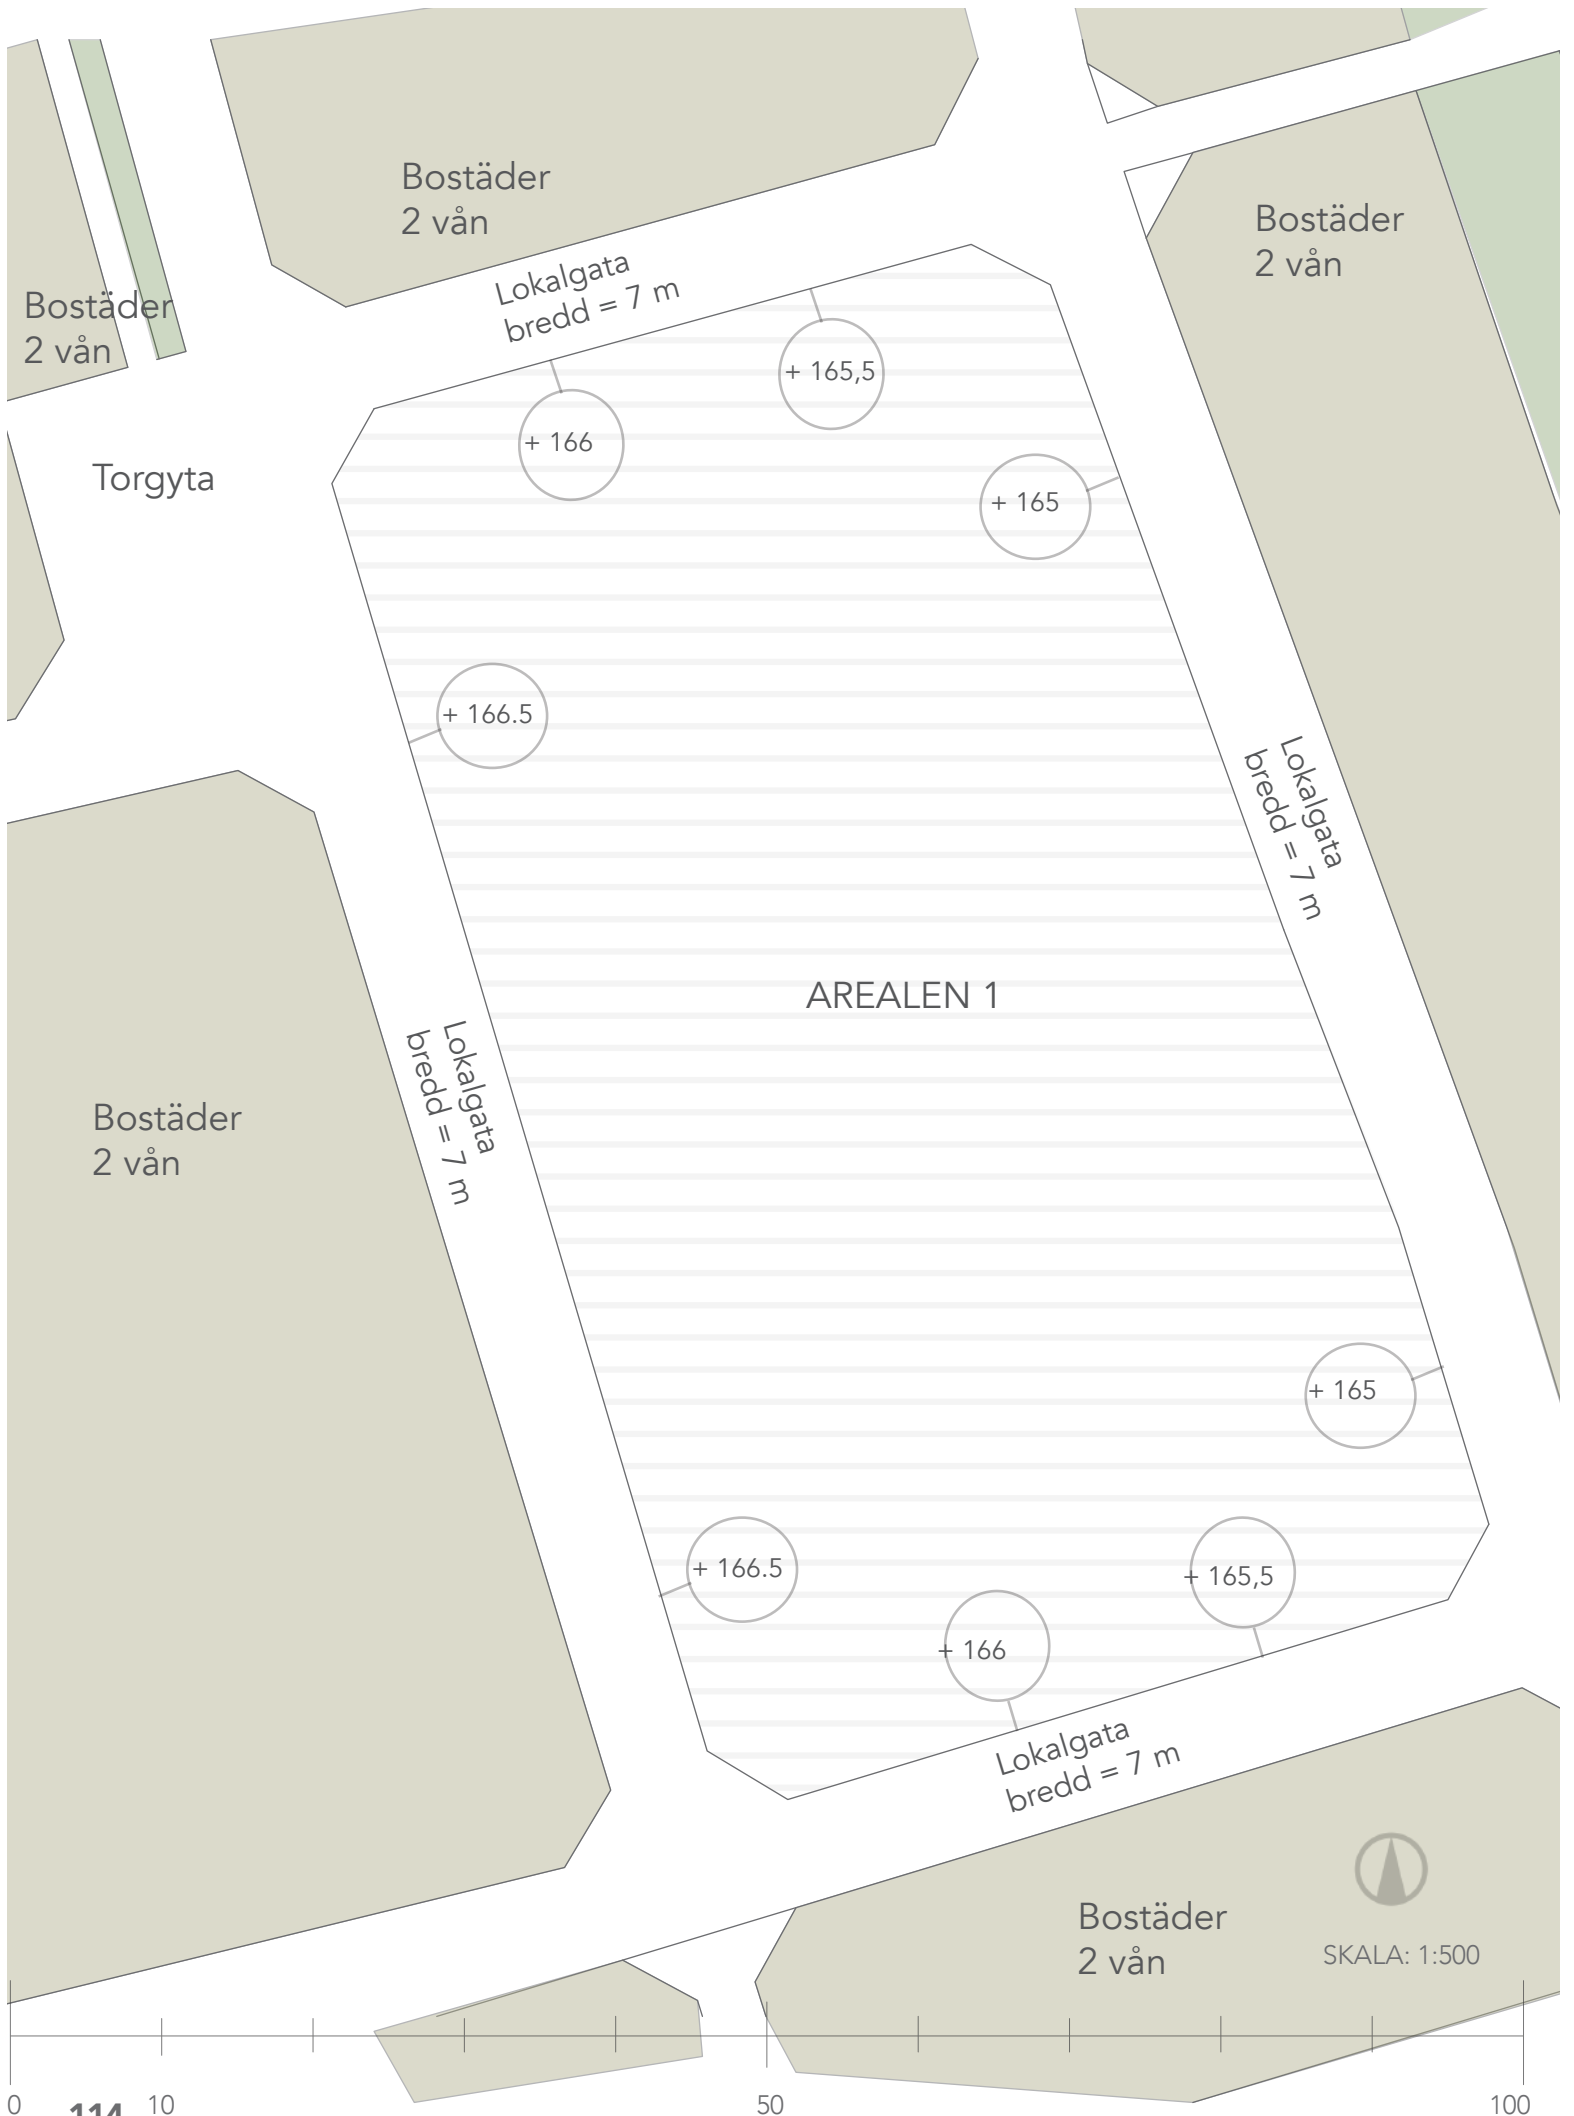 Bostäder
2 vån
Bostäder
2 vån
Bostäder
2 vån
Lokalgata
bredd = 7 m
+ 165,5
+ 166
Torgyta
+ 165
+ 166.5
Lokalgata
bredd = 7 m
AREALEN 1
Lokalgata
bredd = 7 m
Bostäder
2 vån
+ 165
+ 166.5
+ 165,5
+ 166
Lokalgata
bredd = 7 m
Bostäder
2 vån
SKALA: 1:500
0
114
10
50
100